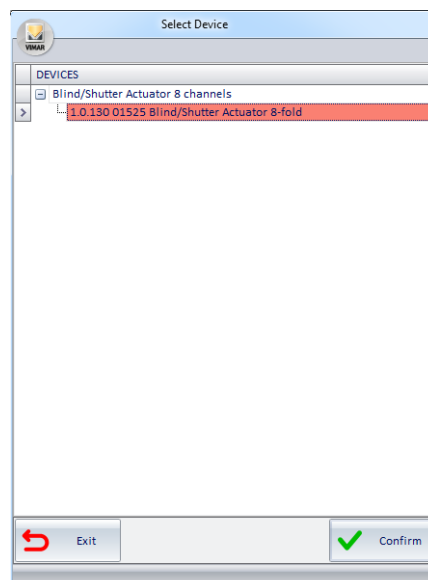 Select Device
VIMAR
DEVICES
Blind/Shutter Actuator 8 channels
1.0.130 01525 Blind/Shutter Actuator 8-fold
Exit
Confirm